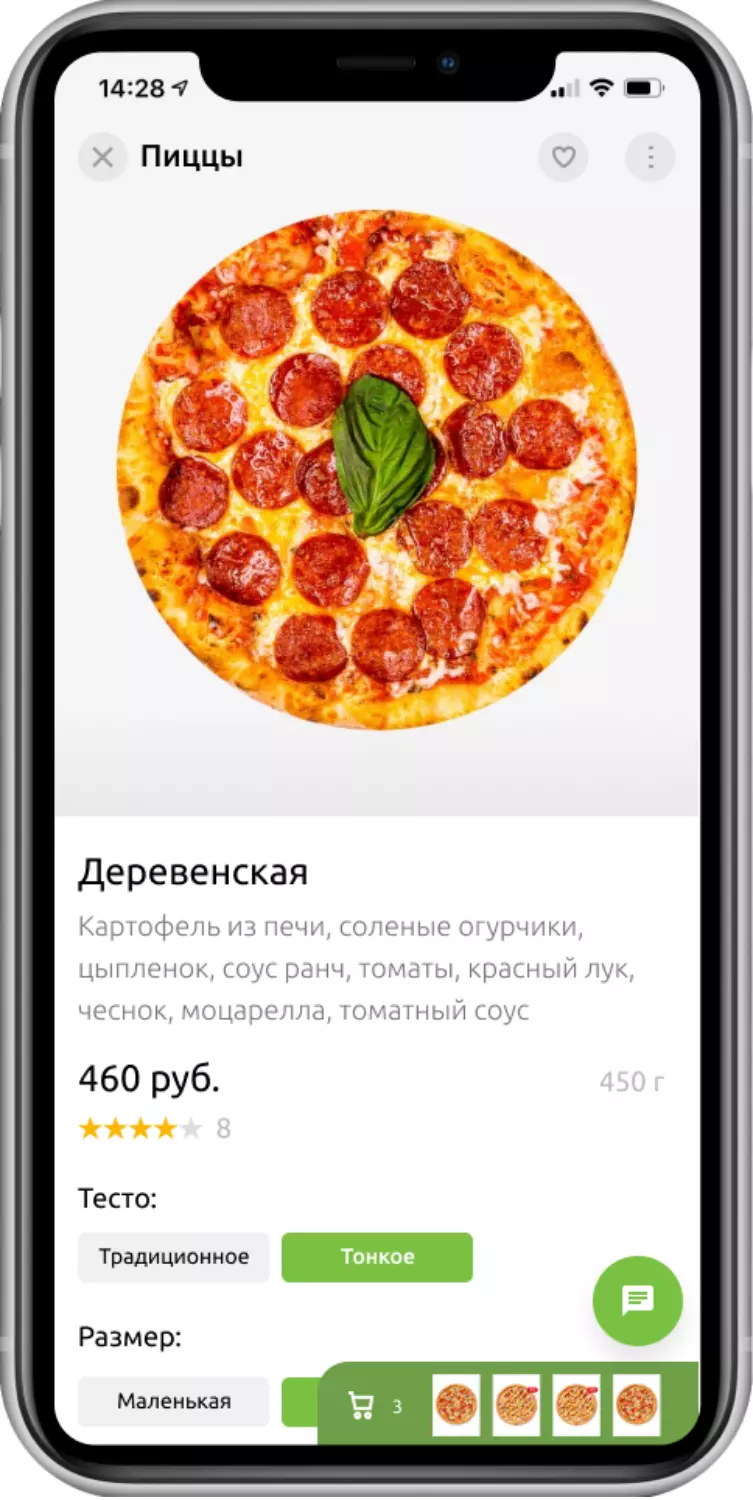 14:28
Пиццы
Деревенская
Картофель из печи, соленые огурчики,
цыпленок, соус ранч, томаты, красный лук,
чеснок, моцарелла, томатный соус
460 руб.
450 г
8
Тесто:
Традиционное
Тонкое
Размер:
Маленькая
3